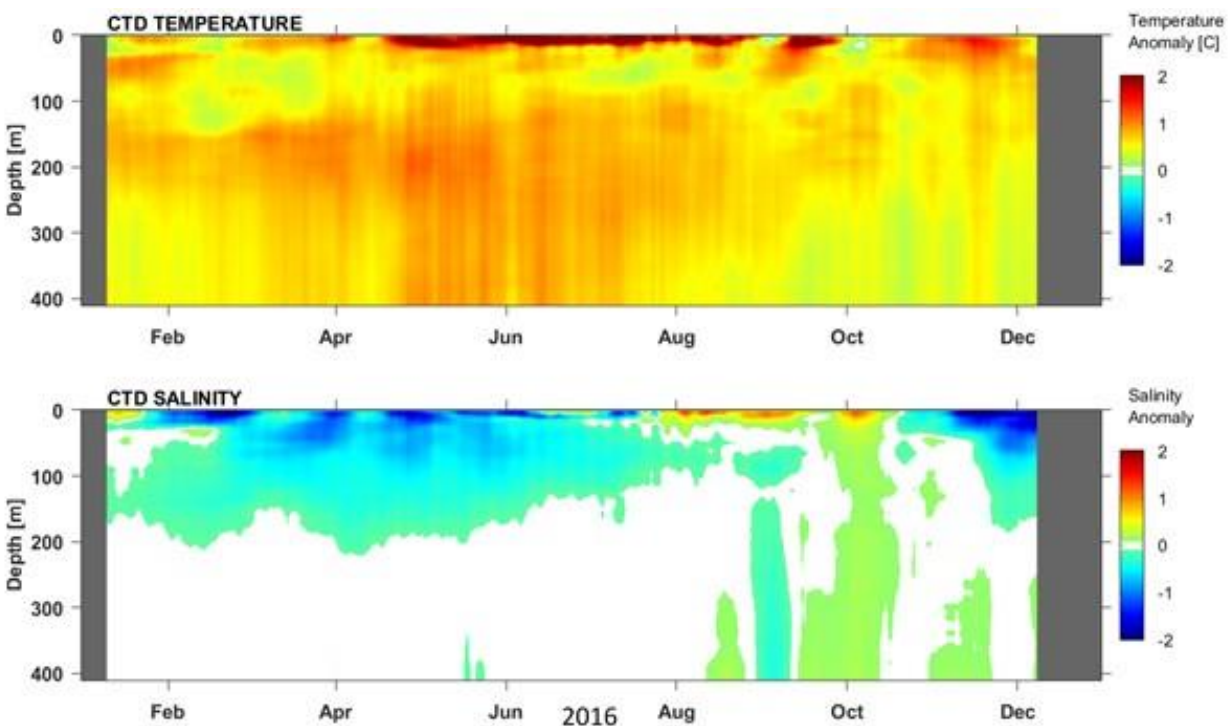 CTD TEMPERATURE
Temperature
Anomaly [C]
0
100
200
300
400
Depth [m]
2
1
0
-1
-2
Feb
Apr
Jun
Aug
Oct
Dec
CTD SALINITY
Salinity
Anomaly
0
100
200
300
400
Depth [m]
2
1
0
-1
-2
Feb
Apr
Jun
2016
Aug
Oct
Dec